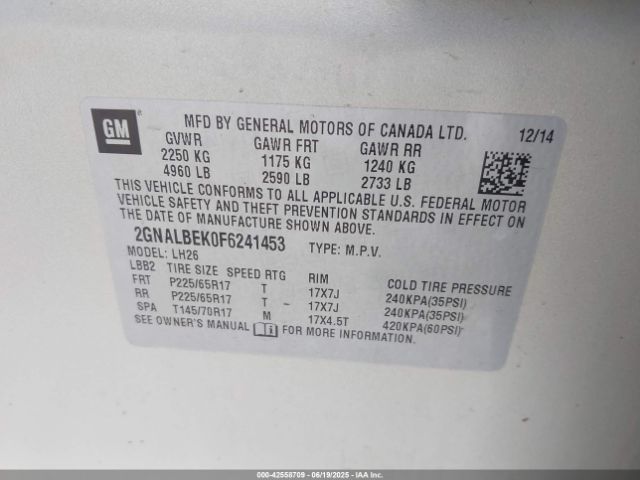 GM
MFD BY GENERAL MOTORS OF CANADA LTD. 12/14
GVWR GAWR FRT GAWR RR
2250 KG 1175 KG 1240 KG
4960 LB 2590 LB 2733 LB
THIS VEHICLE CONFORMS TO ALL APPLICABLE U.S. FEDERAL MOTOR
VEHICLE SAFETY AND THEFT PREVENTION STANDARDS IN EFFECT ON
THE DATE OF MANUFACTURE SHOWN ABOVE.
2GNALBEK0F6241453 TYPE: M.P.V.
MODEL: LH26
LBB2 TIRE SIZE SPEED RTG RIM COLD TIRE PRESSURE
FRT P225/65R17 T 17X7J 240KPA(35PSI)
RR P225/65R17 T – 17X7J 240KPA(35PSI)
SPA T145/70R17 M 17X4.5T 420KPA(60PSI)
SEE OWNER'S MANUAL FOR MORE INFORMATION.
000-42558709 - 06/19/2025 - IAAI.COM